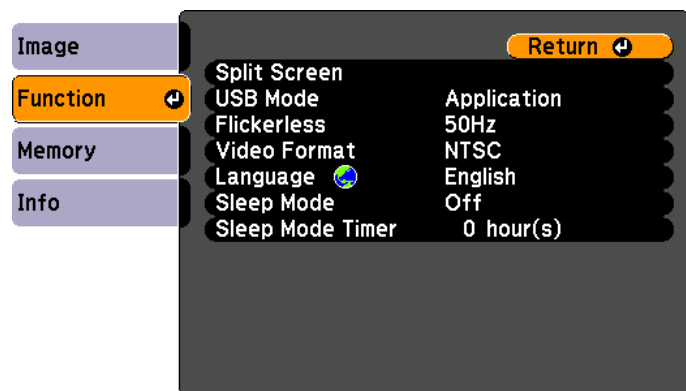 Image
Function
Memory
Info
Return
Split Screen
USB Mode Application
Flickerless 50Hz
Video Format NTSC
Language English
Sleep Mode Off
Sleep Mode Timer 0 hour(s)